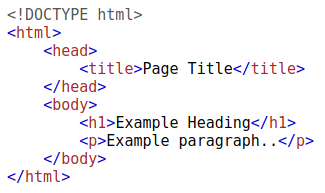 <!DOCTYPE html>
<html>
    <head>
        <title>Page Title</title>
    </head>
    <body>
        <h1>Example Heading</h1>
        <p>Example paragraph..</p>
    </body>
</html>